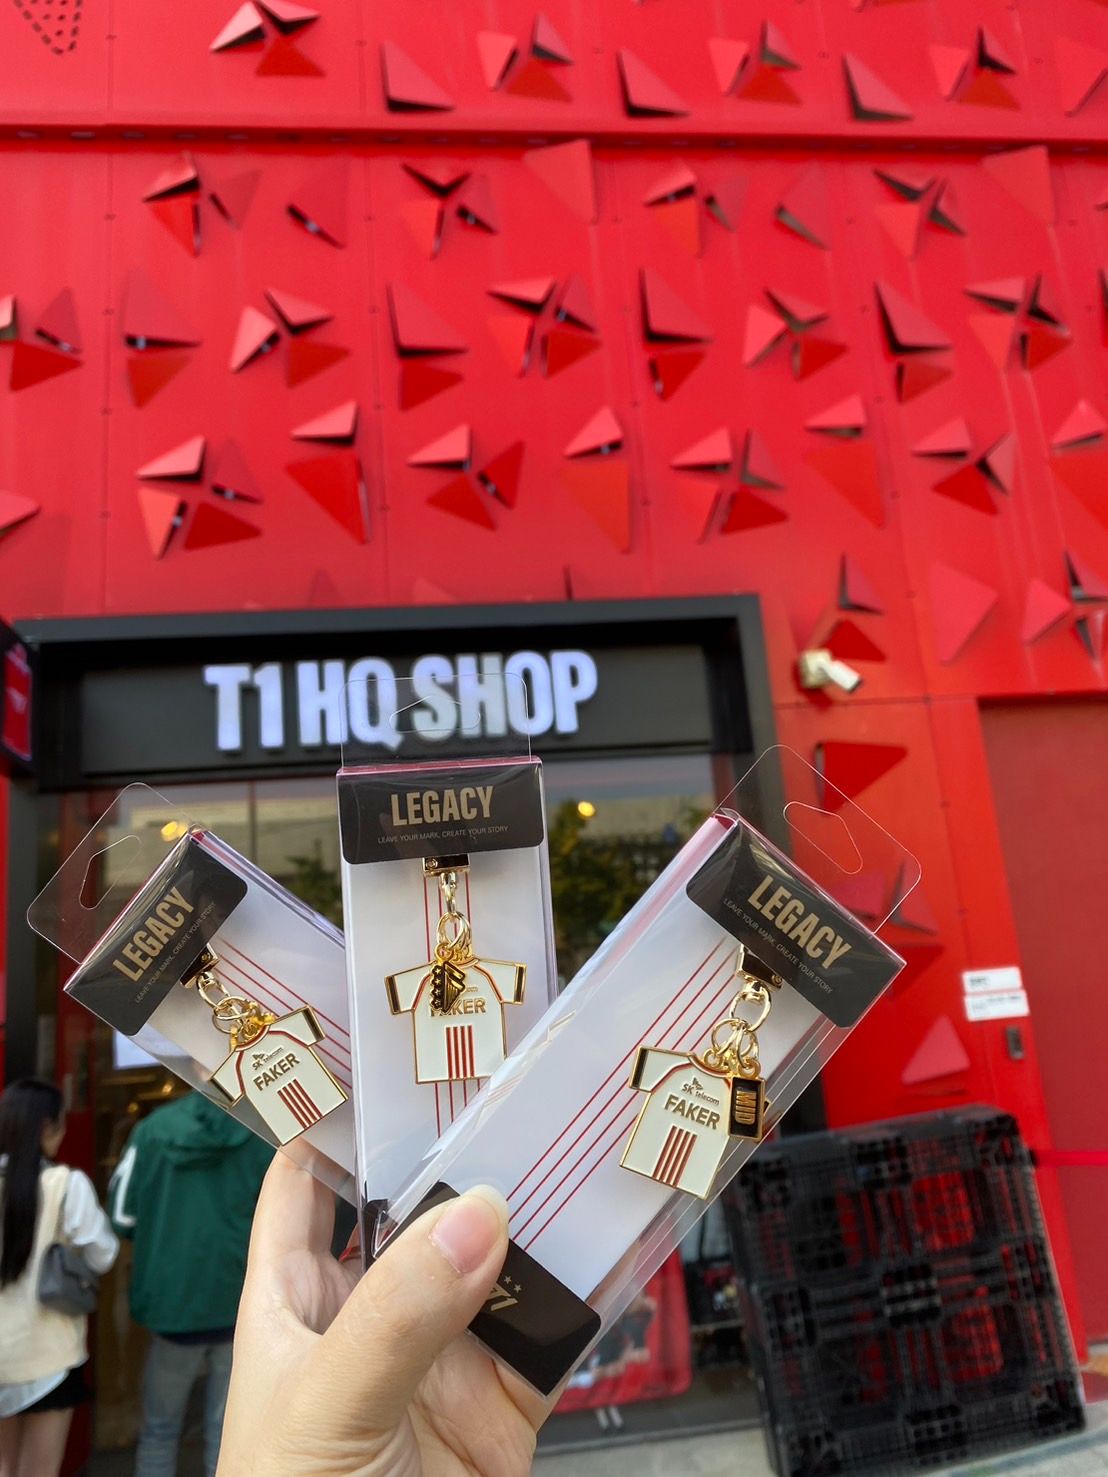 T1 HQ SHOP
LEGACY
LEAVE YOUR MARK, CREATE YOUR STORY
SK telecom
FAKER
LEGACY
LEAVE YOUR MARK, CREATE YOUR STORY
FAKER
LEGACY
LEAVE YOUR MARK, CREATE YOUR STORY
SK telecom
FAKER
MID
T1